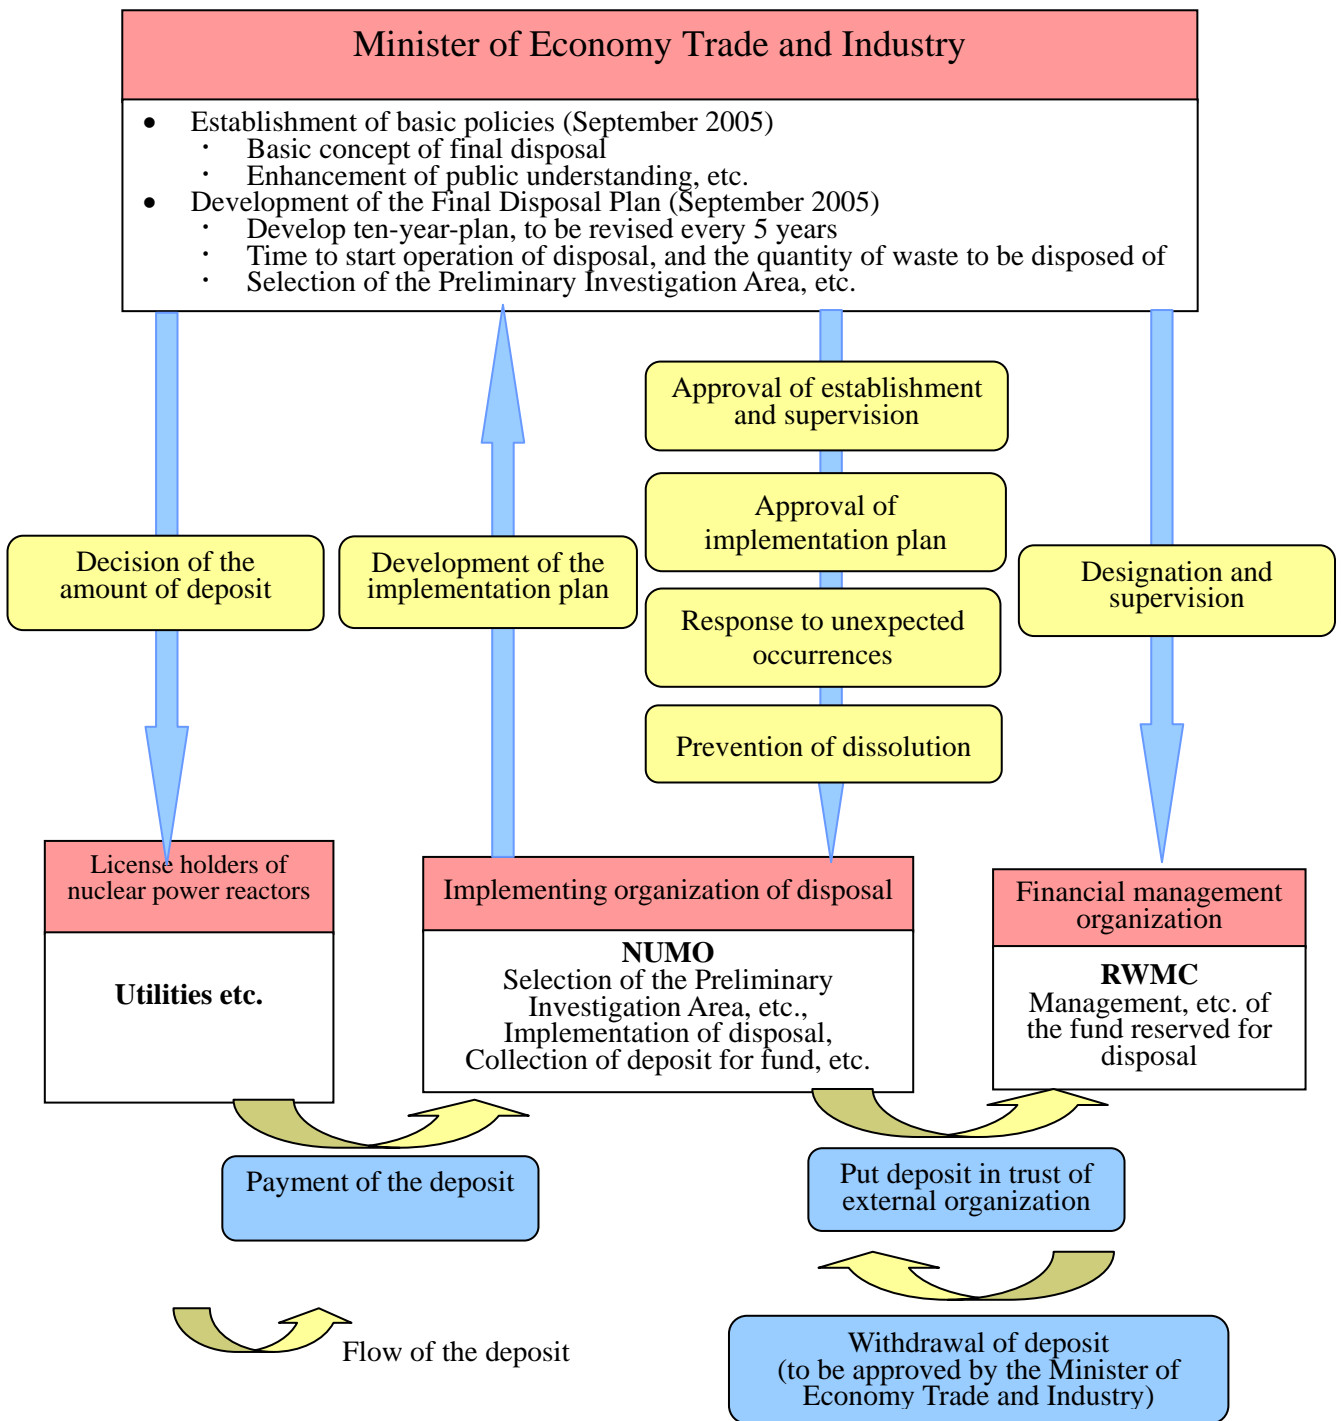 Minister of Economy Trade and Industry
• Establishment of basic policies (September 2005)
・ Basic concept of final disposal
・ Enhancement of public understanding, etc.
• Development of the Final Disposal Plan (September 2005)
・ Develop ten-year-plan, to be revised every 5 years
・ Time to start operation of disposal, and the quantity of waste to be disposed of
・ Selection of the Preliminary Investigation Area, etc.
Approval of establishment
and supervision
Approval of
implementation plan
Decision of the
amount of deposit
Development of the
implementation plan
Designation and
supervision
Response to unexpected
occurrences
Prevention of dissolution
License holders of
nuclear power reactors
Utilities etc.
Implementing organization of disposal
NUMO
Selection of the Preliminary
Investigation Area, etc.,
Implementation of disposal,
Collection of deposit for fund, etc.
Financial management
organization
RWMC
Management, etc. of
the fund reserved for
disposal
Payment of the deposit
Put deposit in trust of
external organization
Flow of the deposit
Withdrawal of deposit
(to be approved by the Minister of
Economy Trade and Industry)